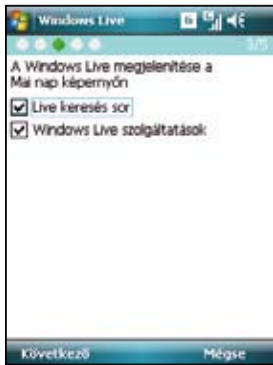 Windows Live
3/5
A Windows Live megjelenítése a
Mai nap képernyőn
Live keresés sor
Windows Live szolgáltatások
Következő Mégse